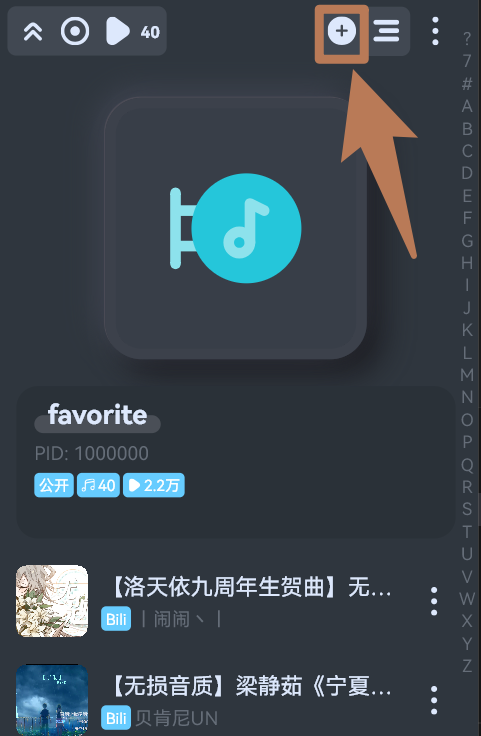 40
favorite
PID: 1000000
公开 40 2.2万
【洛天依九周年生贺曲】无...
Bili 丨闹闹丶丨
【无损音质】梁静茹《宁夏...
Bili 贝肯尼UN
?
7
#
A
B
C
D
E
F
G
H
I
J
K
L
M
N
O
P
Q
R
S
T
U
V
W
X
Y
Z